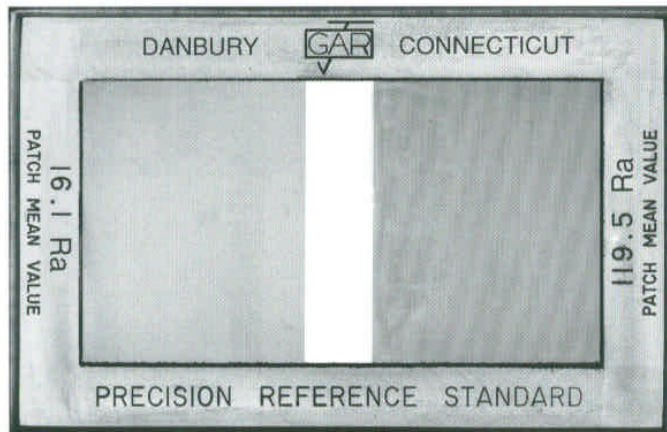 DANBURY GAR CONNECTICUT
PATCH MEAN VALUE
16.1 Ra
119.5 Ra
PATCH MEAN VALUE
PRECISION REFERENCE STANDARD